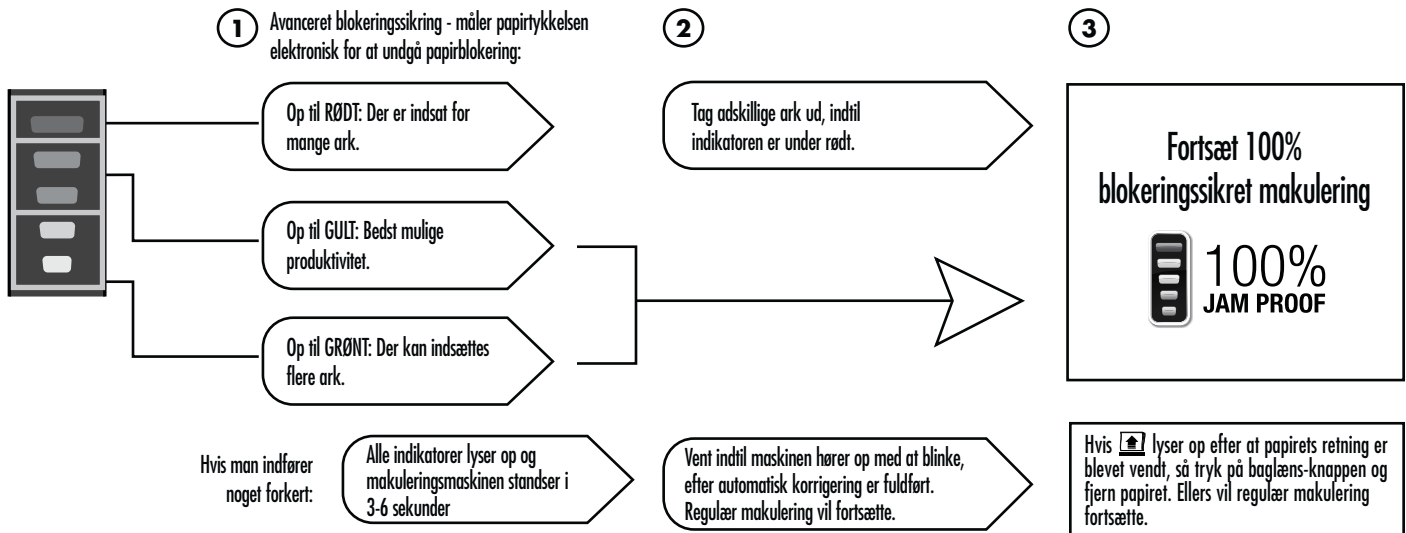 1
Avanceret blokeringssikring - måler papirtykkelsen
elektronisk for at undgå papirblokering:
Op til RØDT: Der er indsat for
mange ark.
Op til GULT: Bedst mulige
produktivitet.
Op til GRØNT: Der kan indsættes
flere ark.
2
Tag adskillige ark ud, indtil
indikatoren er under rødt.
3
Fortsæt 100%
blokeringssikret makulering
100%
JAM PROOF
Hvis man indfører
noget forkert:
Alle indikatorer lyser op og
makuleringsmaskinen standser i
3-6 sekunder
Vent indtil maskinen hører op med at blinke,
efter automatisk korrigering er fuldført.
Regulær makulering vil fortsætte.
Hvis lyser op efter at papirets retning er
blevet vendt, så tryk på baglæns-knappen og
fjern papiret. Ellers vil regulær makulering
fortsætte.